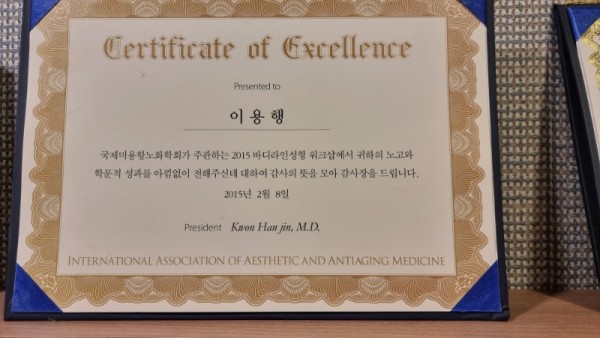 Certificate of Excellence
Presented to
이용행
국제미용항노화학회가 주관하는 2015 바디라인성형 워크샵에서 귀하의 노고와
학문적 성과를 아낌없이 전해주신데 대하여 감사의 뜻을 모아 감사장을 드립니다.
2015년 2월 8일
President Kwon Han jin, M.D.
INTERNATIONAL ASSOCIATION OF AESTHETIC AND ANTIAGING MEDICINE